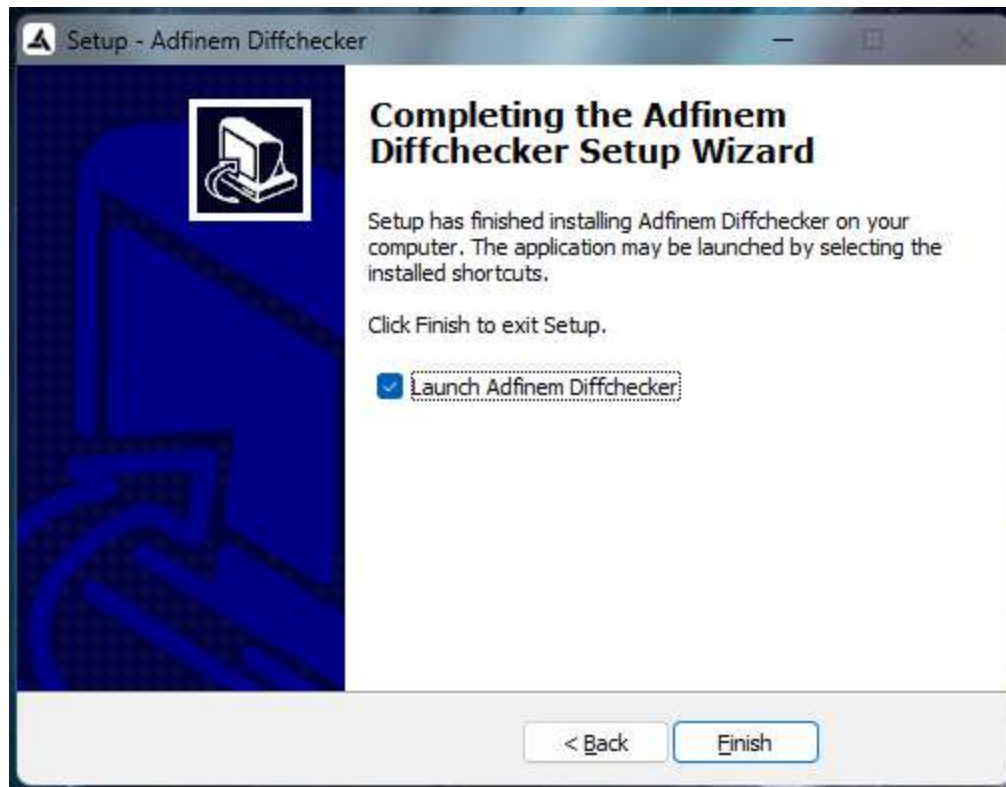 Setup - Adfinem Diffchecker
Completing the Adfinem
Diffchecker Setup Wizard
Setup has finished installing Adfinem Diffchecker on your
computer. The application may be launched by selecting the
installed shortcuts.
Click Finish to exit Setup.
Launch Adfinem Diffchecker
< Back
Finish